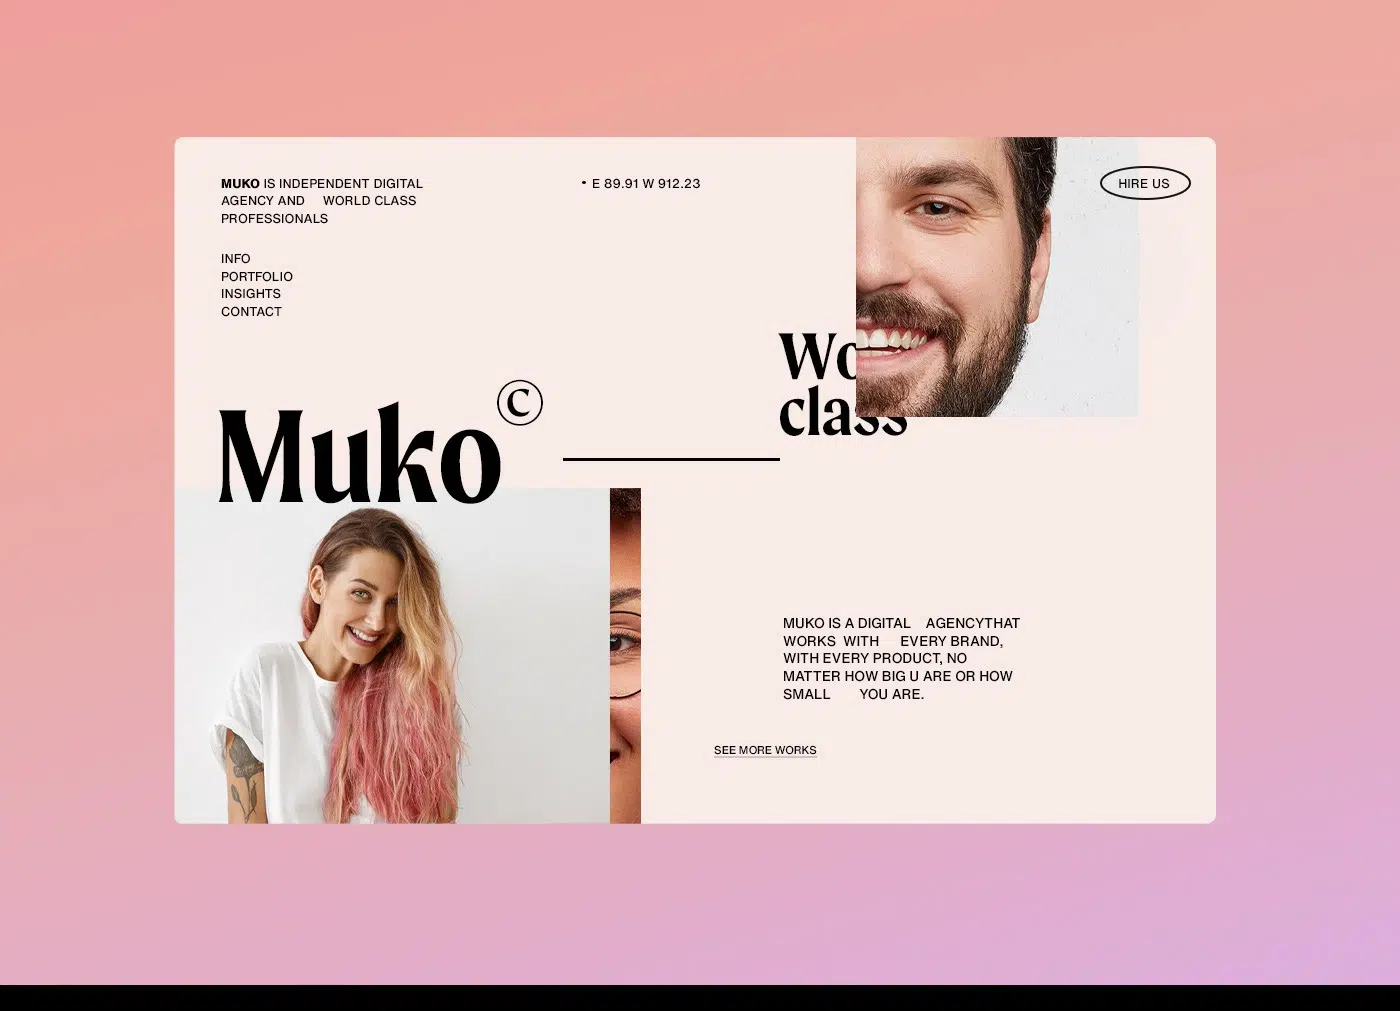 MUKO IS INDEPENDENT DIGITAL
AGENCY AND WORLD CLASS
PROFESSIONALS
• E 89.91 W 912.23
HIRE US
INFO
PORTFOLIO
INSIGHTS
CONTACT
Muko©
Wo
class
MUKO IS A DIGITAL AGENCYTHAT
WORKS WITH EVERY BRAND,
WITH EVERY PRODUCT, NO
MATTER HOW BIG U ARE OR HOW
SMALL YOU ARE.
SEE MORE WORKS